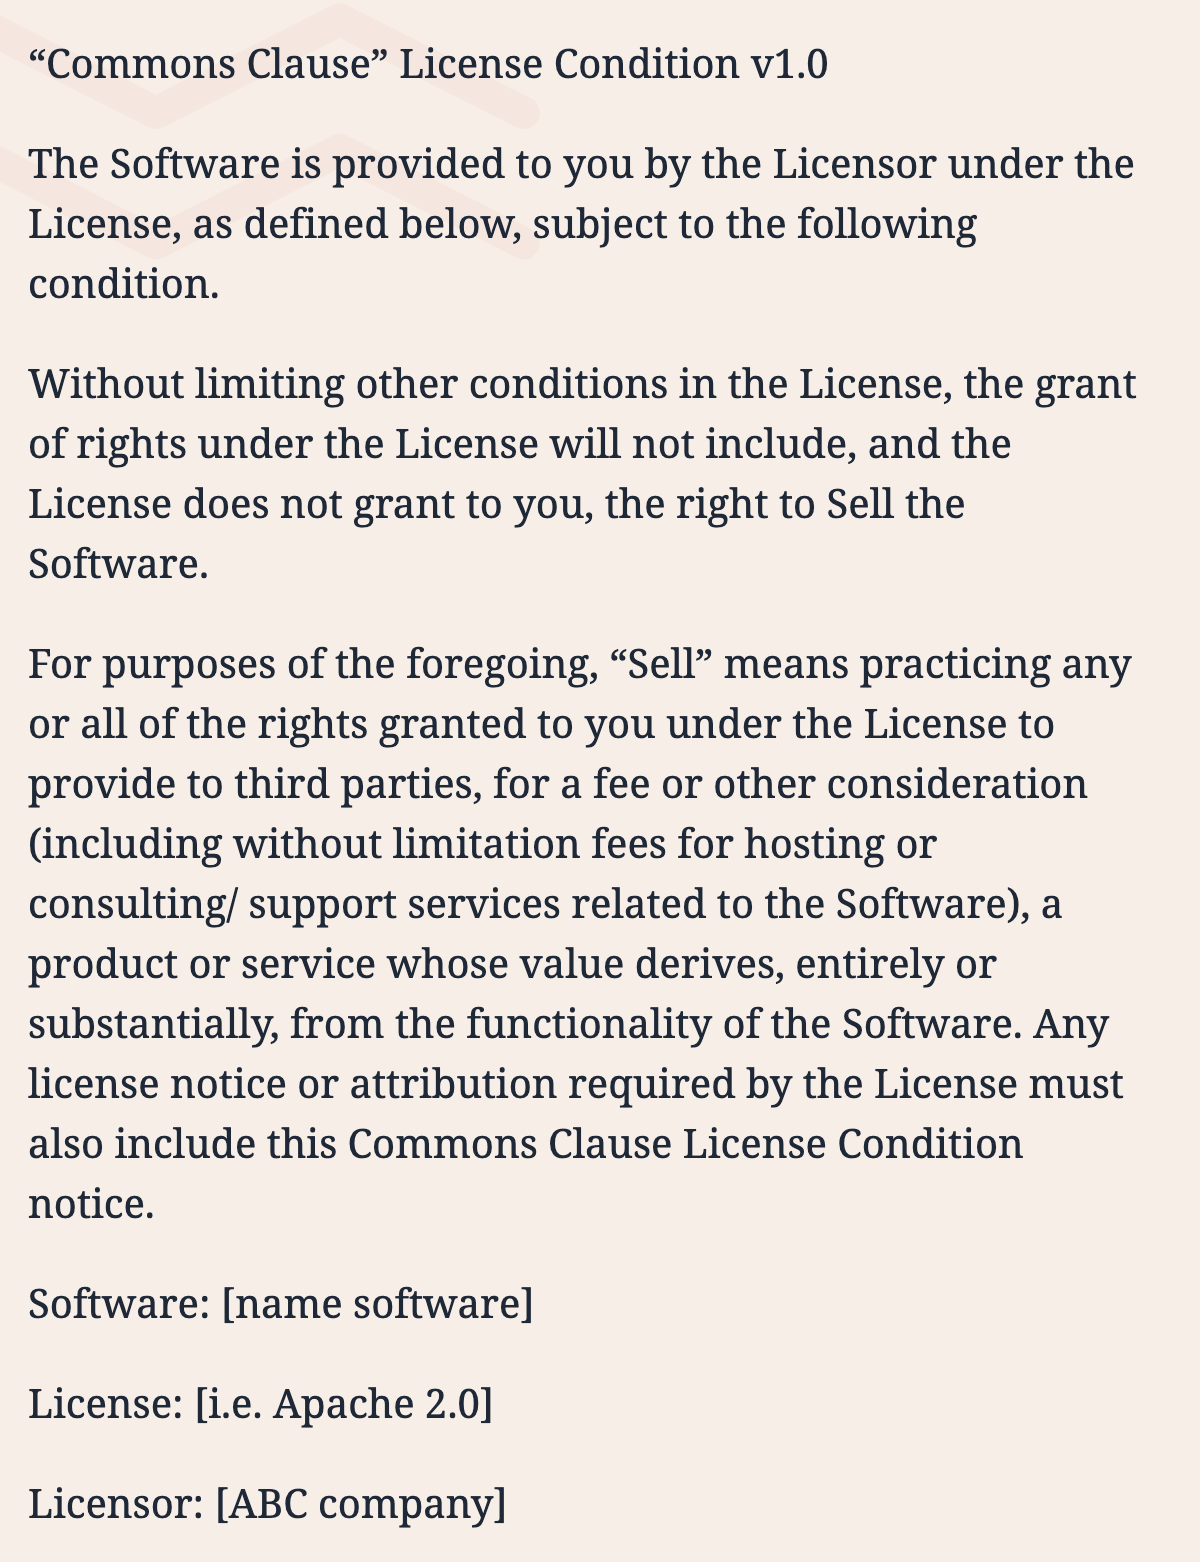 “Commons Clause” License Condition v1.0
The Software is provided to you by the Licensor under the
License, as defined below, subject to the following
condition.
Without limiting other conditions in the License, the grant
of rights under the License will not include, and the
License does not grant to you, the right to Sell the
Software.
For purposes of the foregoing, “Sell” means practicing any
or all of the rights granted to you under the License to
provide to third parties, for a fee or other consideration
(including without limitation fees for hosting or
consulting/ support services related to the Software), a
product or service whose value derives, entirely or
substantially, from the functionality of the Software. Any
license notice or attribution required by the License must
also include this Commons Clause License Condition
notice.
Software: [name software]
License: [i.e. Apache 2.0]
Licensor: [ABC company]